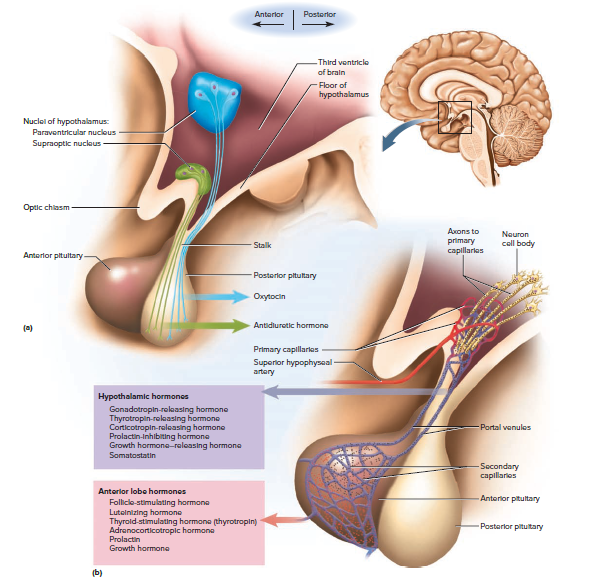 Anterior Posterior
Third ventricle
of brain
Floor of
hypothalamus
Nuclei of hypothalamus:
Paraventricular nucleus
Supraoptic nucleus
Optic chiasm
Anterior pituitary
Stalk
Posterior pituitary
Oxytocin
Antidiuretic hormone
(a)
Axons to
primary
capillaries
Neuron
cell body
Primary capillaries
Superior hypophyseal
artery
Hypothalamic hormones
Gonadotropin-releasing hormone
Thyrotropin-releasing hormone
Corticotropin-releasing hormone
Prolactin-inhibiting hormone
Growth hormone–releasing hormone
Somatostatin
Portal venules
Secondary
capillaries
Anterior pituitary
Posterior pituitary
Anterior lobe hormones
Follicle-stimulating hormone
Luteinizing hormone
Thyroid-stimulating hormone (thyrotropin)
Adrenocorticotropic hormone
Prolactin
Growth hormone
(b)